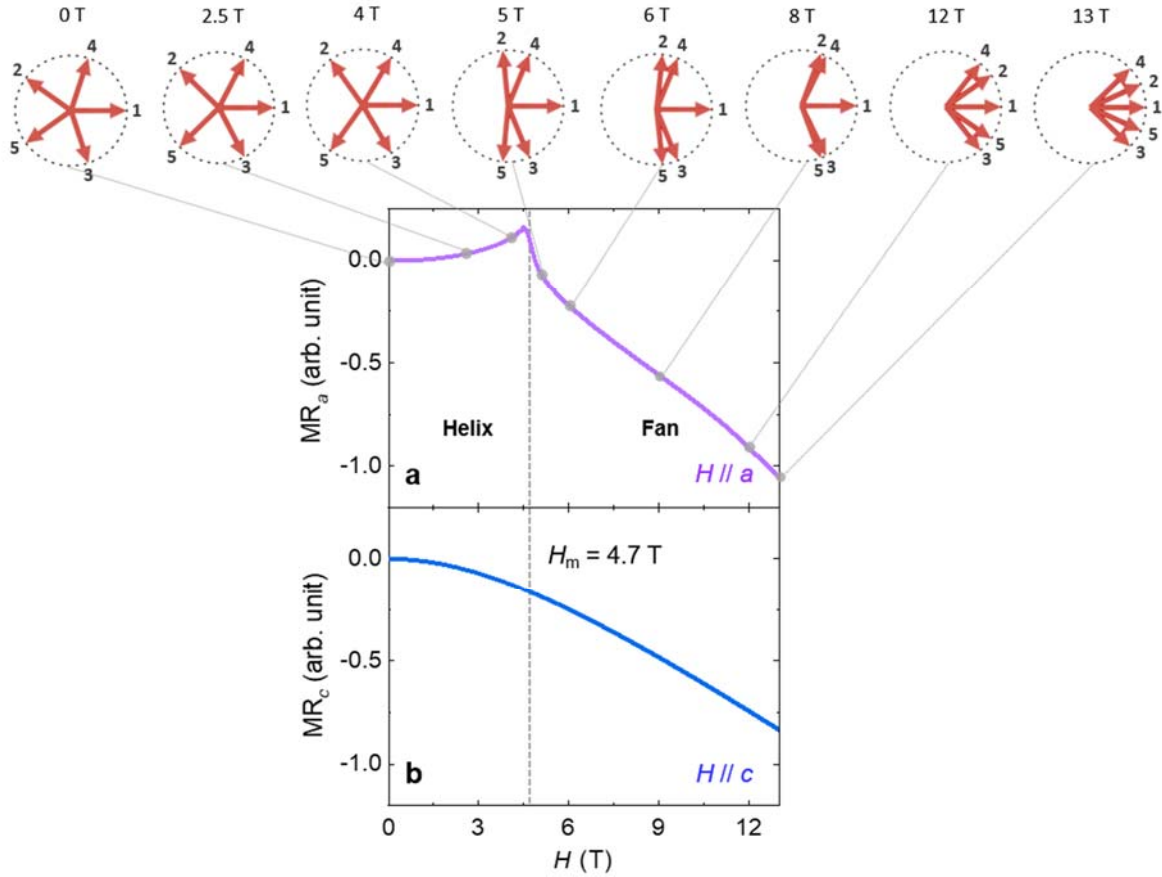 0 T 2.5 T 4 T 5 T 6 T 8 T 12 T 13 T
2 4 1 3 5
2 4 1 3 5
2 4 1 3 5
2 4 1 3 5
2 4 1 3 5
2 4 1 5 3
4 2 1 5 3
4 2 1 5 3
0.0
-0.5
-1.0
MRa (arb. unit)
Helix Fan
a H // a
0.0
-0.5
-1.0
MRc (arb. unit)
Hm = 4.7 T
b H // c
0 3 6 9 12
H (T)